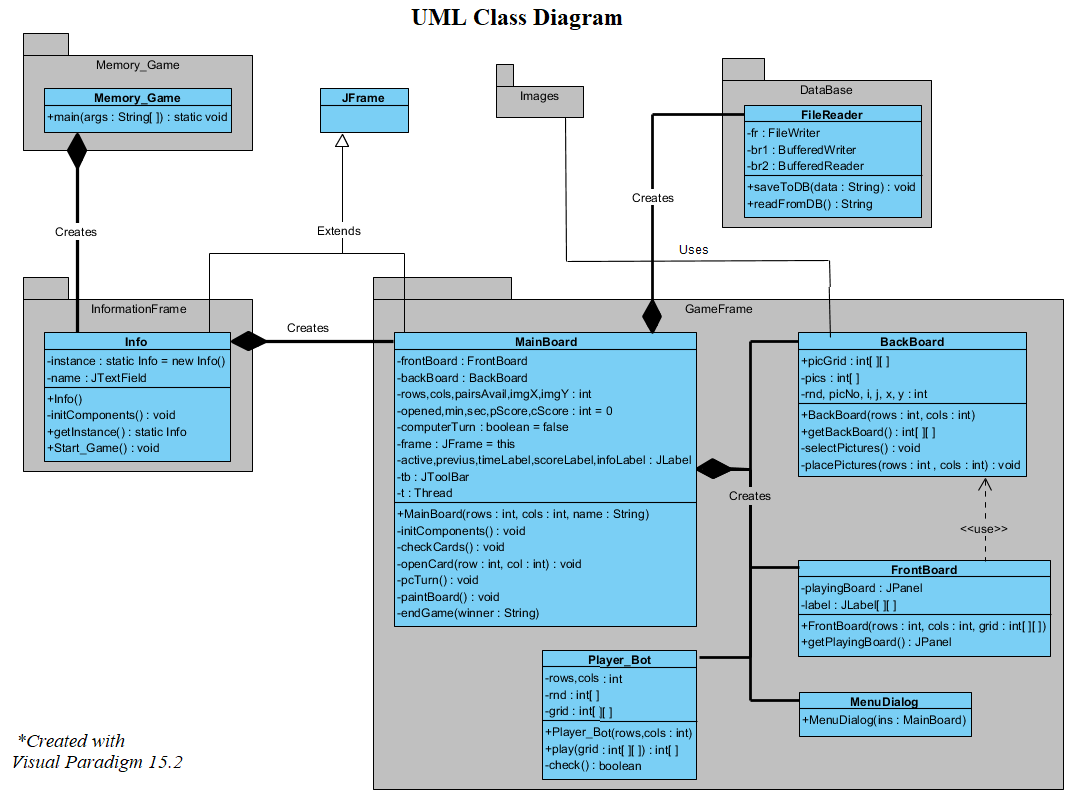 UML Class Diagram
Memory_Game
Memory_Game
+main(args : String[ ]) : static void
JFrame
Images
DataBase
FileReader
-fr : FileWriter
-br1 : BufferedWriter
-br2 : BufferedReader
+saveToDB(data : String) : void
+readFromDB() : String
Creates
Extends
Creates
Uses
InformationFrame
Info
-instance : static Info = new Info()
-name : JTextField
+Info()
-initComponents() : void
+getInstance() : static Info
+Start_Game() : void
Creates
GameFrame
MainBoard
-frontBoard : FrontBoard
-backBoard : BackBoard
-rows,cols,pairsAvail,imgX,imgY : int
-opened,min,sec,pScore,cScore : int = 0
-computerTurn : boolean = false
-frame : JFrame = this
-active,previus,timeLabel,scoreLabel,infoLabel : JLabel
-tb : JToolBar
-t : Thread
+MainBoard(rows : int, cols : int, name : String)
-initComponents() : void
-checkCards() : void
-openCard(row : int, col : int) : void
-pcTurn() : void
-paintBoard() : void
-endGame(winner : String)
BackBoard
+picGrid : int[ ][ ]
-pics : int[ ]
-rnd, picNo, i, j, x, y : int
+BackBoard(rows : int, cols : int)
+getBackBoard() : int[ ][ ]
-selectPictures() : void
-placePictures(rows : int , cols : int) : void
Creates
<<use>>
FrontBoard
-playingBoard : JPanel
-label : JLabel[ ][ ]
+FrontBoard(rows : int, cols : int, grid : int[ ][ ])
+getPlayingBoard() : JPanel
Player_Bot
-rows,cols : int
-rnd : int[ ]
-grid : int[ ][ ]
+Player_Bot(rows,cols : int)
+play(grid : int[ ][ ]) : int[ ]
-check() : boolean
MenuDialog
+MenuDialog(ins : MainBoard)
*Created with
Visual Paradigm 15.2